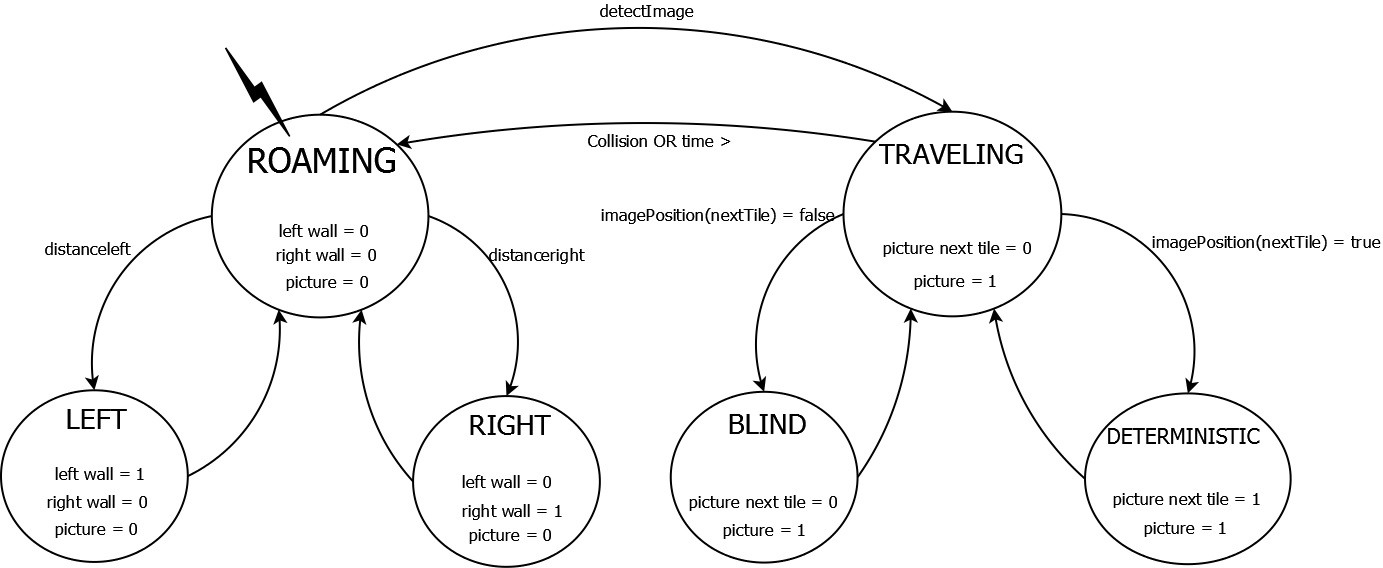 detectImage
Collision OR time >
ROAMING
left wall = 0
right wall = 0
picture = 0
TRAVELING
picture next tile = 0
picture = 1
distanceleft
distanceright
imagePosition(nextTile) = false
imagePosition(nextTile) = true
LEFT
left wall = 1
right wall = 0
picture = 0
RIGHT
left wall = 0
right wall = 1
picture = 0
BLIND
picture next tile = 0
picture = 1
DETERMINISTIC
picture next tile = 1
picture = 1